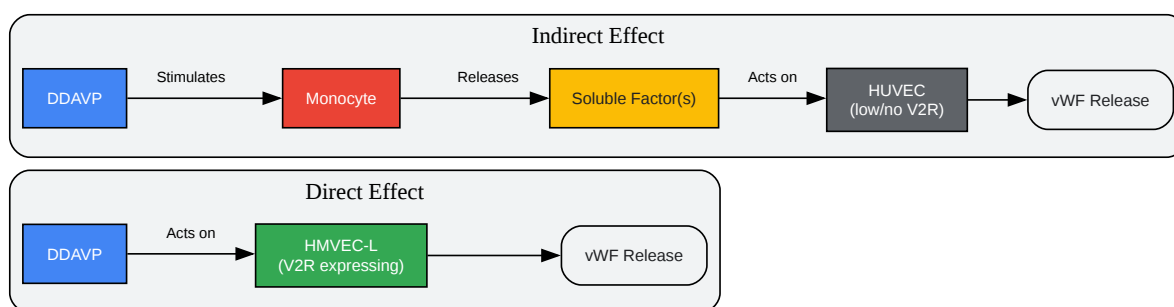 Indirect Effect
DDAVP
Stimulates
Monocyte
Releases
Soluble Factor(s)
Acts on
HUVEC
(low/no V2R)
vWF Release
Direct Effect
DDAVP
Acts on
HMVEC-L
(V2R expressing)
vWF Release